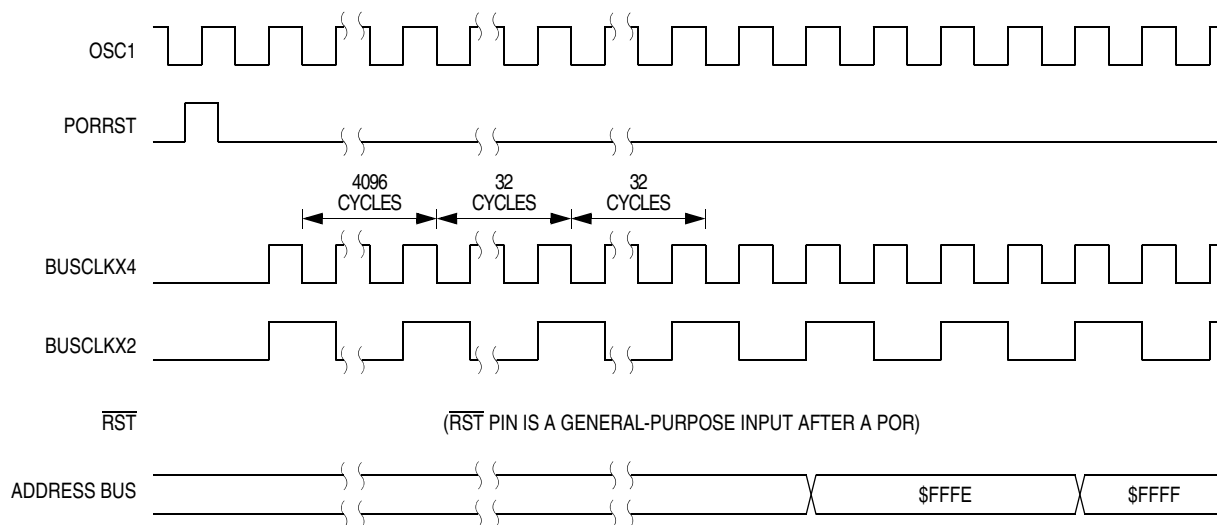 OSC1
PORRST
4096
CYCLES
32
CYCLES
32
CYCLES
BUSCLKX4
BUSCLKX2
RST
(RST PIN IS A GENERAL-PURPOSE INPUT AFTER A POR)
ADDRESS BUS
$FFFE
$FFFF